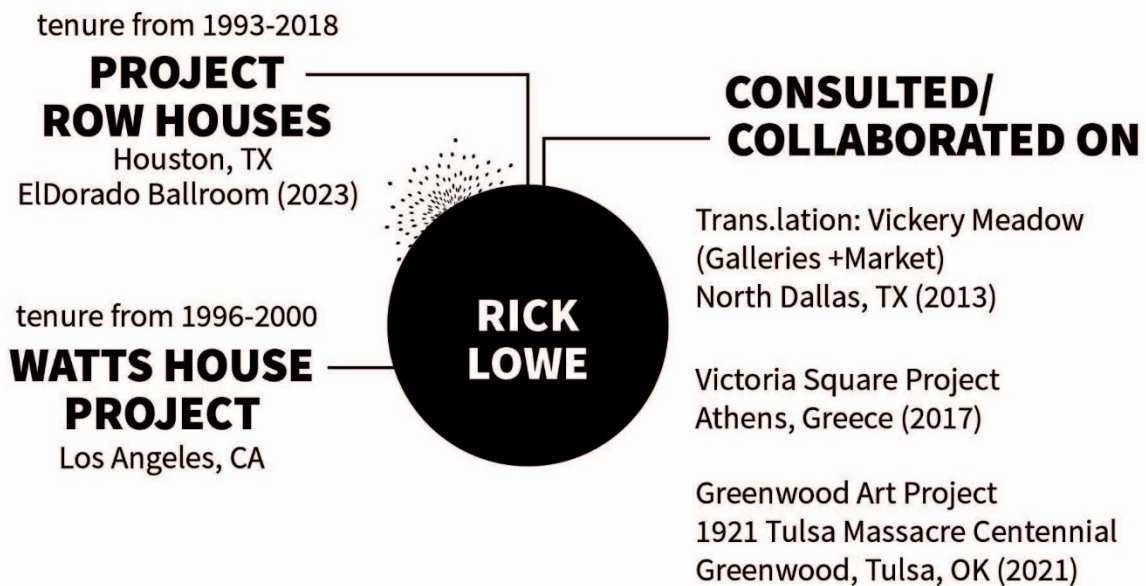 tenure from 1993-2018
PROJECT
ROW HOUSES
Houston, TX
ElDorado Ballroom (2023)
tenure from 1996-2000
WATTS HOUSE
PROJECT
Los Angeles, CA
RICK
LOWE
CONSULTED/
COLLABORATED ON
Trans.lation: Vickery Meadow
(Galleries +Market)
North Dallas, TX (2013)
Victoria Square Project
Athens, Greece (2017)
Greenwood Art Project
1921 Tulsa Massacre Centennial
Greenwood, Tulsa, OK (2021)